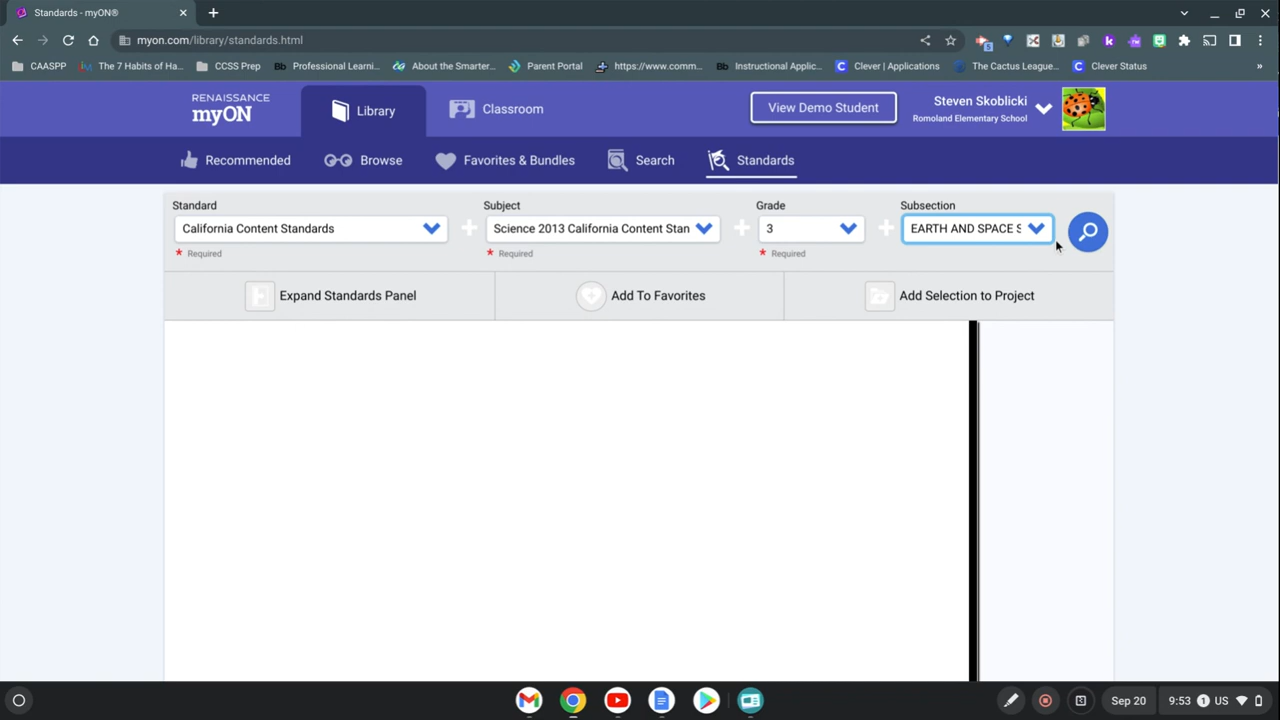 Standards - myON®
myon.com/library/standards.html
CAASPP
The 7 Habits of Ha...
CCSS Prep
Bb Professional Learni...
About the Smarter...
Parent Portal
https://www.comm...
Bb Instructional Applic...
C Clever | Applications
The Cactus League...
C Clever Status
»
RENAISSANCE
myON
Library
Classroom
View Demo Student
Steven Skoblicki
Romoland Elementary School
Recommended
Browse
Favorites & Bundles
Search
Standards
Standard
Subject
Grade
Subsection
California Content Standards
Science 2013 California Content Stan
3
EARTH AND SPACE S
* Required
* Required
* Required
Expand Standards Panel
Add To Favorites
Add Selection to Project
Sep 20
9:53
1
US